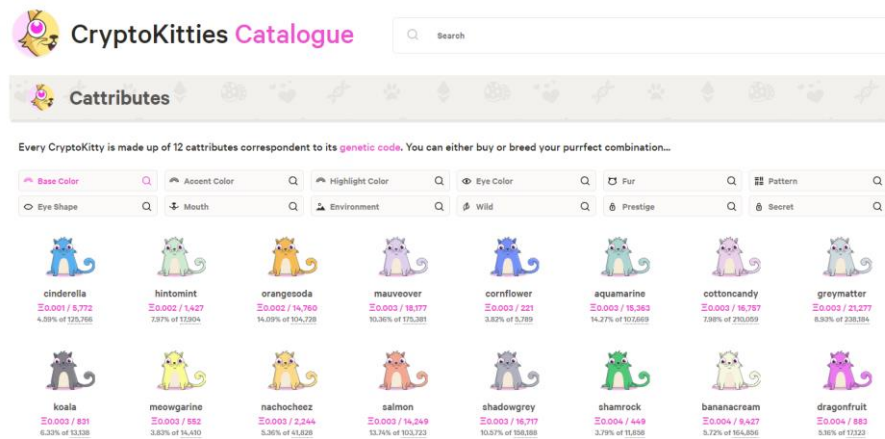 CryptoKitties Catalogue
Search
Cattributes
Every CryptoKitty is made up of 12 cattributes correspondent to its genetic code. You can either buy or breed your purrfect combination...
Base Color Accent Color Highlight Color Eye Color Fur Pattern
Eye Shape Mouth Environment Wild Prestige Secret
cinderella hintomint orangesoda mauveover cornflower aquamarine cottoncandy greymatter
Ξ0.001 / 5,772 Ξ0.002 / 1,427 Ξ0.002 / 14,760 Ξ0.003 / 18,177 Ξ0.003 / 221 Ξ0.003 / 15,363 Ξ0.003 / 16,757 Ξ0.003 / 21,277
4.59% of 125,766 7.97% of 17,904 14.09% of 104,728 10.36% of 175,381 3.82% of 5,789 14.27% of 107,669 7.98% of 210,059 8.93% of 238,184
koala meowgarine nachocheez salmon shadowgrey shamrock bananacream dragonfruit
Ξ0.003 / 831 Ξ0.003 / 552 Ξ0.003 / 2,244 Ξ0.003 / 14,249 Ξ0.003 / 16,717 Ξ0.004 / 449 Ξ0.004 / 9,427 Ξ0.004 / 883
6.33% of 13,138 3.83% of 14,410 5.36% of 41,828 13.74% of 103,723 10.57% of 158,188 3.79% of 11,858 5.72% of 164,856 5.16% of 17,123